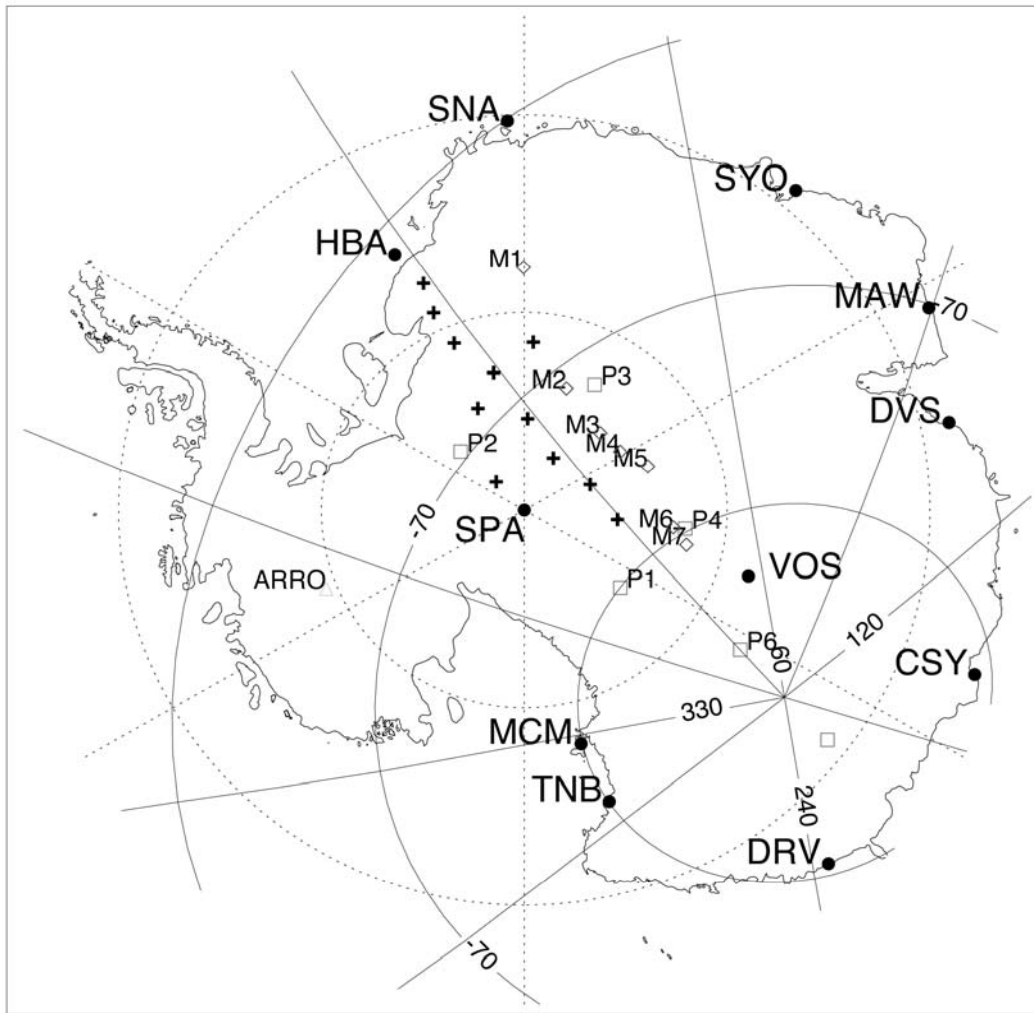 SNA
SYO
HBA
M1
MAW
-70
M2
P3
DVS
M3
P2
M4
M5
-70
SPA
M6
P4
M7
VOS
ARRO
P1
120
P6
60
CSY
330
MCM
TNB
240
DRV
-70